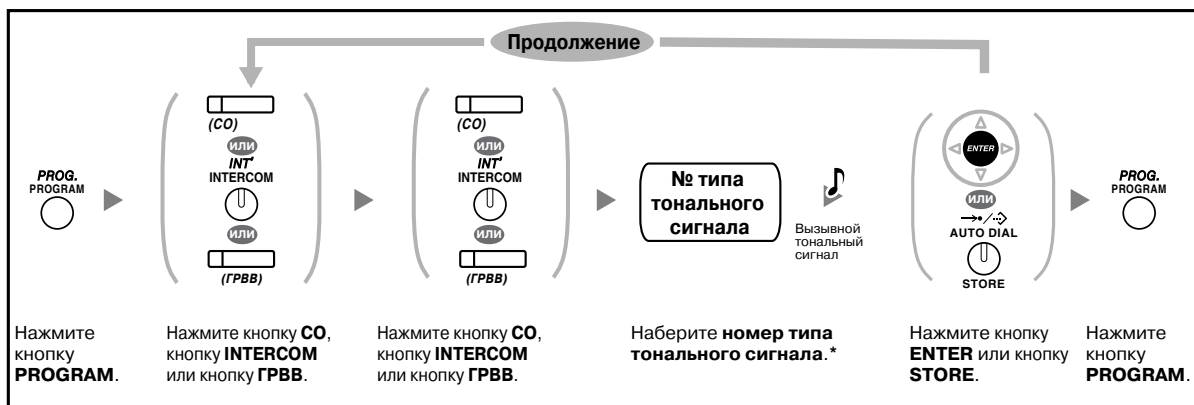 Продолжение
PROG.
PROGRAM
(CO)
или
INT'
INTERCOM
или
(ГРВВ)
(CO)
или
INT'
INTERCOM
или
(ГРВВ)
№ типа
тонального
сигнала
Вызывной
тональный
сигнал
ENTER
или
AUTO DIAL
STORE
PROG.
PROGRAM
Нажмите
кнопку
PROGRAM.
Нажмите кнопку CO,
кнопку INTERCOM
или кнопку ГРВВ.
Нажмите кнопку CO,
кнопку INTERCOM
или кнопку ГРВВ.
Наберите номер типа
тонального сигнала.*
Нажмите кнопку
ENTER или кнопку
STORE.
Нажмите
кнопку
PROGRAM.